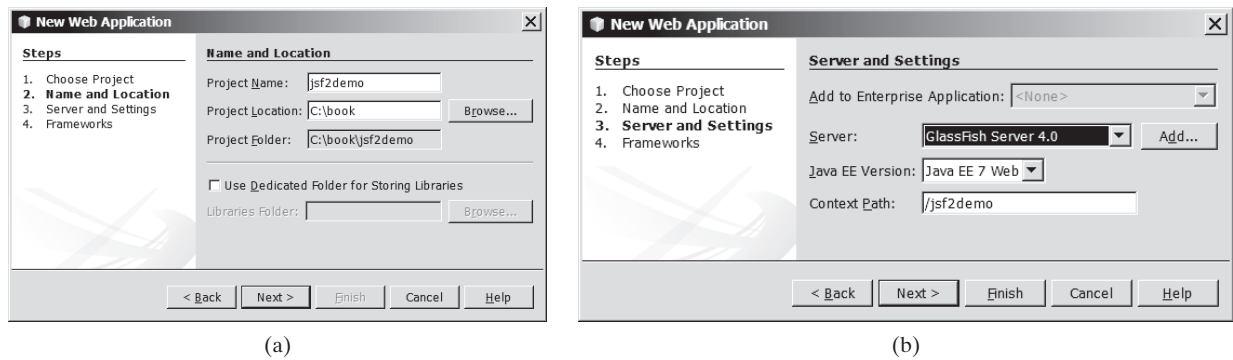 New Web Application
Steps
1. Choose Project
2. Name and Location
3. Server and Settings
4. Frameworks
Name and Location
Project Name: jsf2demo
Project Location: C:\book Browse...
Project Folder: C:\book\jsf2demo
Use Dedicated Folder for Storing Libraries
Libraries Folder: Browse...
< Back Next > Finish Cancel Help
(a)
New Web Application
Steps
1. Choose Project
2. Name and Location
3. Server and Settings
4. Frameworks
Server and Settings
Add to Enterprise Application: <None>
Server: GlassFish Server 4.0 Add...
Java EE Version: Java EE 7 Web
Context Path: /jsf2demo
< Back Next > Finish Cancel Help
(b)